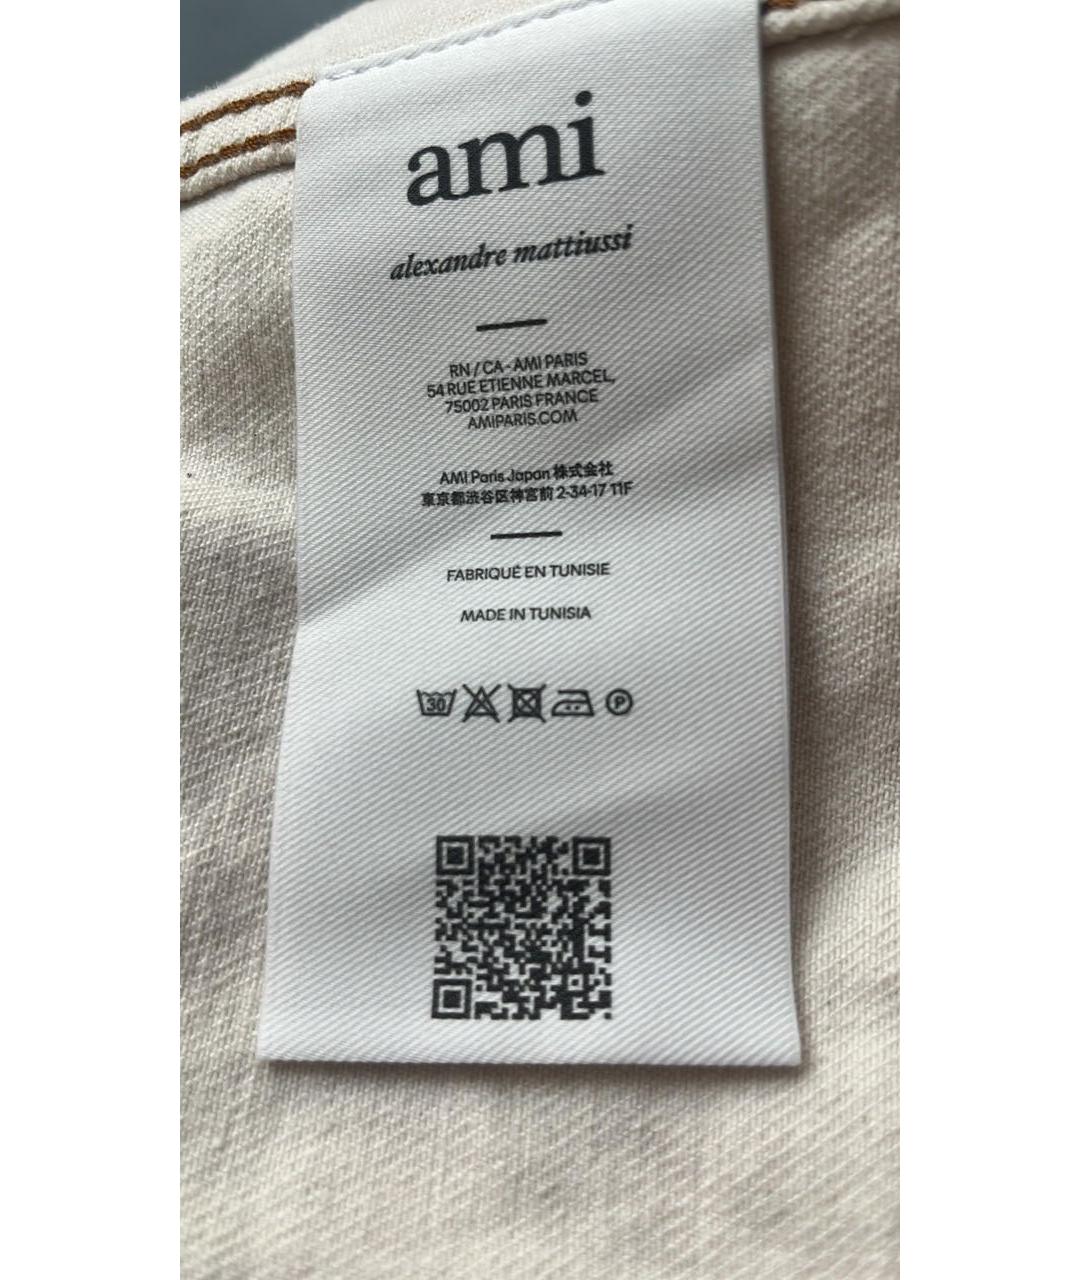 ami
alexandre mattiussi
RN / CA - AMI PARIS
54 RUE ETIENNE MARCEL,
75002 PARIS FRANCE
AMIPARIS.COM
AMI Paris Japan 株式会社
東京都渋谷区神宮前 2-34-17 11F
FABRIQUÉ EN TUNISIE
MADE IN TUNISIA
30 P